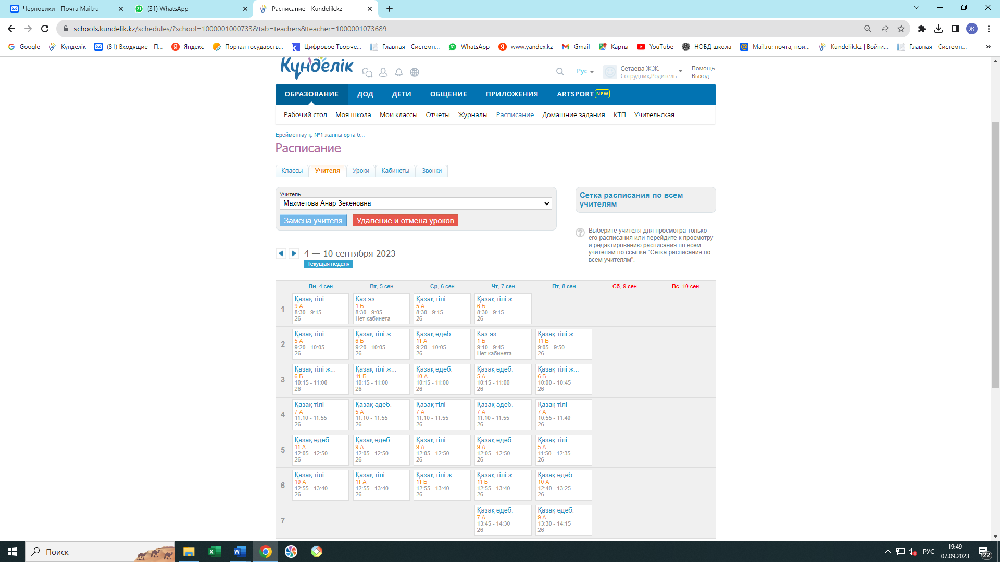 Черновики - Почта Mail.ru
(31) WhatsApp
Расписание - Kundelik.kz
schools.kundelik.kz/schedules/?school=1000001000733&tab=teachers&teacher=1000001073689
Ж
Google
Күнделік
(81) Входящие - П...
Яндекс
Портал государств...
Цифровое Творче...
Главная - Системн...
WhatsApp
www.yandex.kz
Gmail
Карты
YouTube
НОБД школа
Mail.ru: почта, пои...
Kundelik.kz | Войти...
Главная - Системн...
»
Күнделік
Рус
Сетаева Ж.Ж.
Сотрудник,Родитель
Помощь
Выход
ОБРАЗОВАНИЕ
ДОД
ДЕТИ
ОБЩЕНИЕ
ПРИЛОЖЕНИЯ
ARTSPORT NEW
Рабочий стол
Моя школа
Мои классы
Отчеты
Журналы
Расписание
Домашние задания
КТП
Учительская
Ерейментау қ. №1 жалпы орта б...
Расписание
Классы
Учителя
Уроки
Кабинеты
Звонки
Учитель
Махметова Анар Зекеновна
Замена учителя
Удаление и отмена уроков
Сетка расписания по всем
учителям
Выберите учителя для просмотра только
его расписания или перейдите к просмотру
и редактированию расписания по всем
учителям по ссылке "Сетка расписания по
всем учителям".
4 — 10 сентября 2023
Текущая неделя
Пн, 4 сен
Вт, 5 сен
Ср, 6 сен
Чт, 7 сен
Пт, 8 сен
Сб, 9 сен
Вс, 10 сен
1
Қазақ тілі
9 А
8:30 - 9:15
26
Каз.яз
1 Б
8:30 - 9:05
Нет кабинета
Қазақ тілі
5 А
8:30 - 9:15
26
Қазақ тілі ж...
6 Б
8:30 - 9:15
26
2
Қазақ тілі
5 А
9:20 - 10:05
26
Қазақ тілі ж...
6 Б
9:20 - 10:05
26
Қазақ әдеб.
11 А
9:20 - 10:05
26
Каз.яз
1 Б
9:10 - 9:45
Нет кабинета
Қазақ тілі ж...
11 Б
9:05 - 9:50
26
3
Қазақ тілі ж...
6 Б
10:15 - 11:00
26
Қазақ тілі ж...
11 Б
10:15 - 11:00
26
Қазақ әдеб.
10 А
10:15 - 11:00
26
Қазақ әдеб.
5 А
10:15 - 11:00
26
Қазақ тілі ж...
6 Б
10:00 - 10:45
26
4
Қазақ тілі
7 А
11:10 - 11:55
26
Қазақ әдеб.
5 А
11:10 - 11:55
26
Қазақ тілі
7 А
11:10 - 11:55
26
Қазақ әдеб.
7 А
11:10 - 11:55
26
Қазақ тілі
7 А
10:55 - 11:40
26
5
Қазақ әдеб.
11 А
12:05 - 12:50
26
Қазақ әдеб.
9 А
12:05 - 12:50
26
Қазақ тілі
9 А
12:05 - 12:50
26
Қазақ әдеб.
9 А
12:05 - 12:50
26
Қазақ тілі
5 А
11:50 - 12:35
26
6
Қазақ тілі
10 А
12:55 - 13:40
26
Қазақ тілі
11 А
12:55 - 13:40
26
Қазақ тілі ж...
11 Б
12:55 - 13:40
26
Қазақ тілі ж...
11 Б
12:55 - 13:40
26
Қазақ әдеб.
10 А
12:40 - 13:25
26
7
Қазақ әдеб.
7 А
13:45 - 14:30
26
Қазақ әдеб.
9 А
13:30 - 14:15
26
Поиск
РУС
19:49
07.09.2023
22